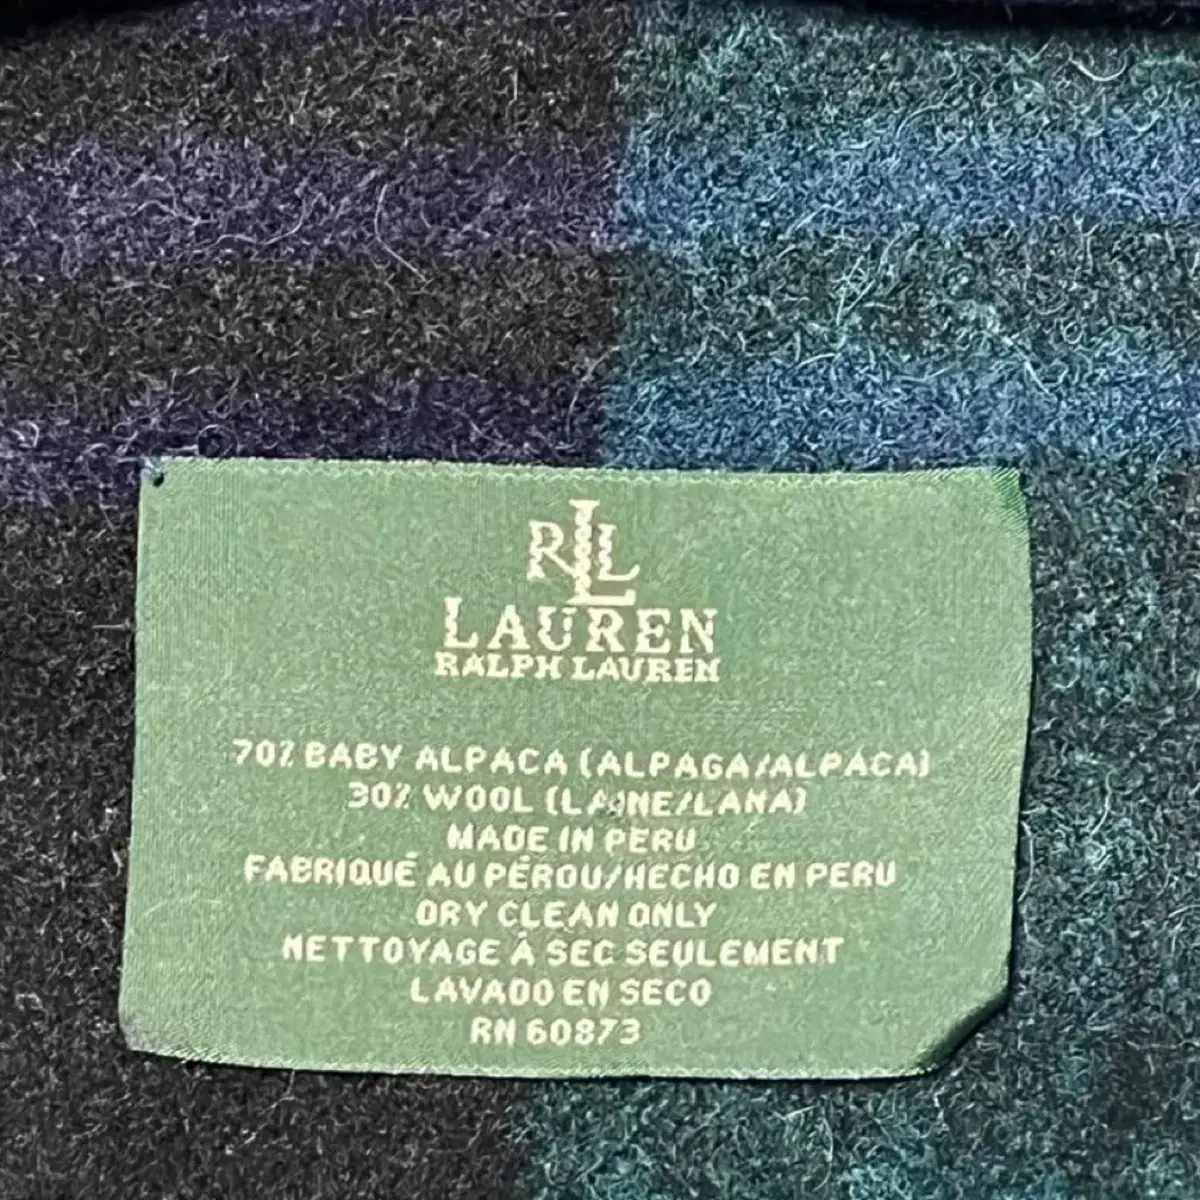 RLL
LAUREN
RALPH LAUREN
70% BABY ALPACA (ALPAGA/ALPACA)
30% WOOL (LAINE/LANA)
MADE IN PERU
FABRIQUÉ AU PÉROU/HECHO EN PERU
DRY CLEAN ONLY
NETTOYAGE À SEC SEULEMENT
LAVADO EN SECO
RN 60873